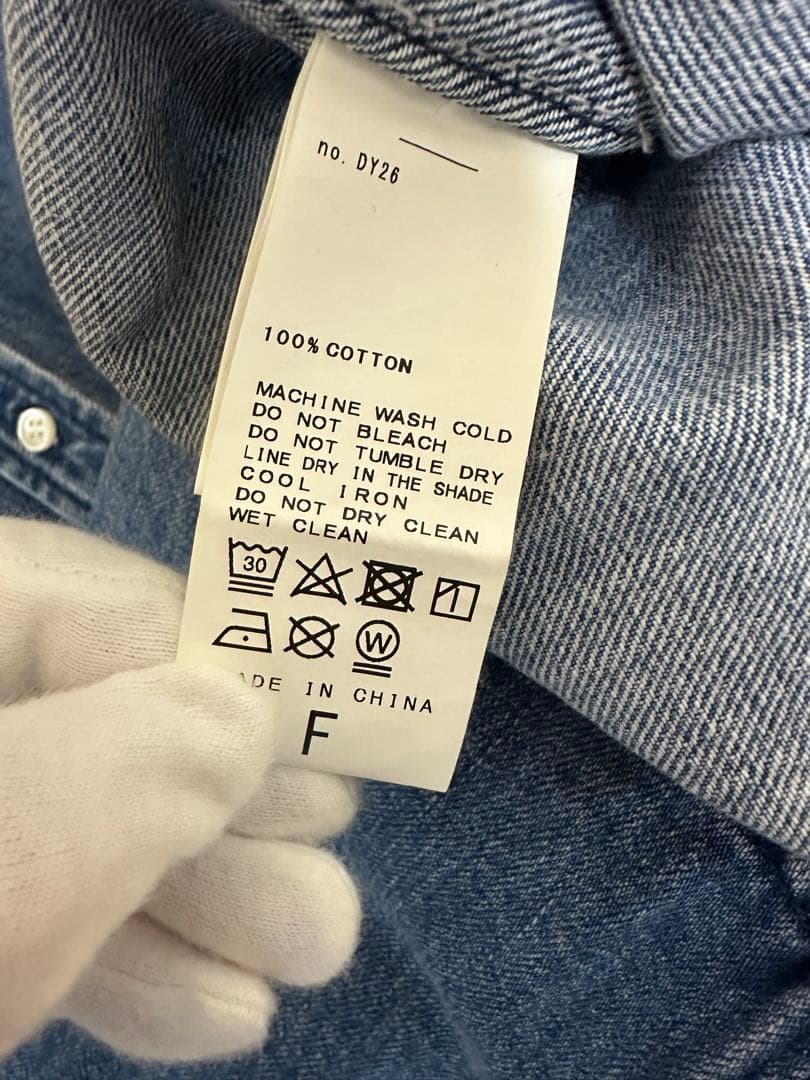 no. DY26
100% COTTON
MACHINE WASH COLD
DO NOT BLEACH
DO NOT TUMBLE DRY
LINE DRY IN THE SHADE
COOL IRON
DO NOT DRY CLEAN
WET CLEAN
30
W
DE IN CHINA
F